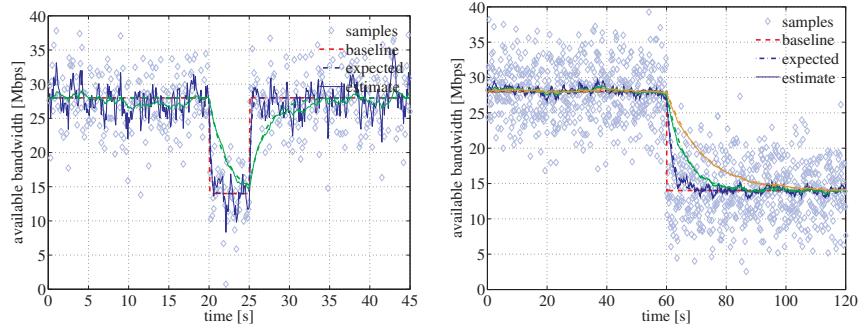 40
35
30
25
20
15
10
5
0
available bandwidth [Mbps]
samples
baseline
expected
estimate
0 5 10 15 20 25 30 35 40 45
time [s]
40
35
30
25
20
15
10
5
0
available bandwidth [Mbps]
samples
baseline
expected
estimate
0 20 40 60 80 100 120
time [s]